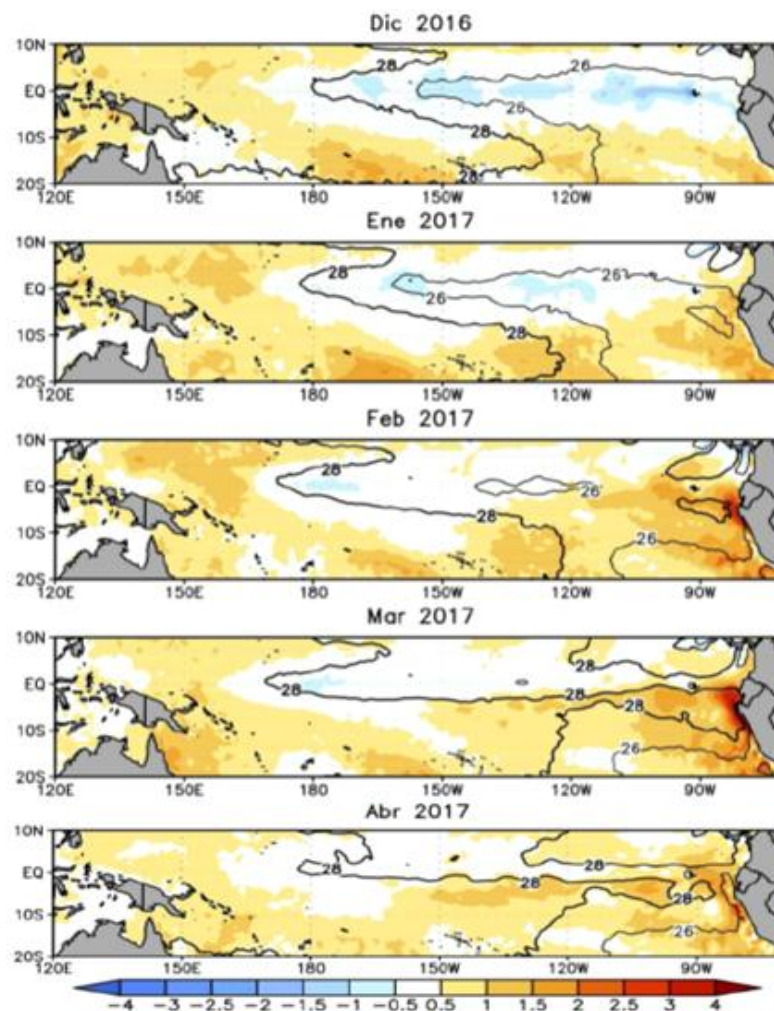 Dic 2016
10N
28
26
EQ
26
10S
28
20S
120E 150E 180 150W 120W 90W
Ene 2017
10N
28
26
EQ
26
10S
28
20S
120E 150E 180 150W 120W 90W
Feb 2017
10N
28
EQ
26
10S
28
26
20S
120E 150E 180 150W 120W 90W
Mar 2017
10N
28
EQ
28
28
10S
28
26
20S
120E 150E 180 150W 120W 90W
Abr 2017
10N
28
28
EQ
28
28
10S
26
20S
120E 150E 180 150W 120W 90W
-4 -3 -2.5 -2 -1.5 -1 -0.5 0.5 1 1.5 2 2.5 3 4